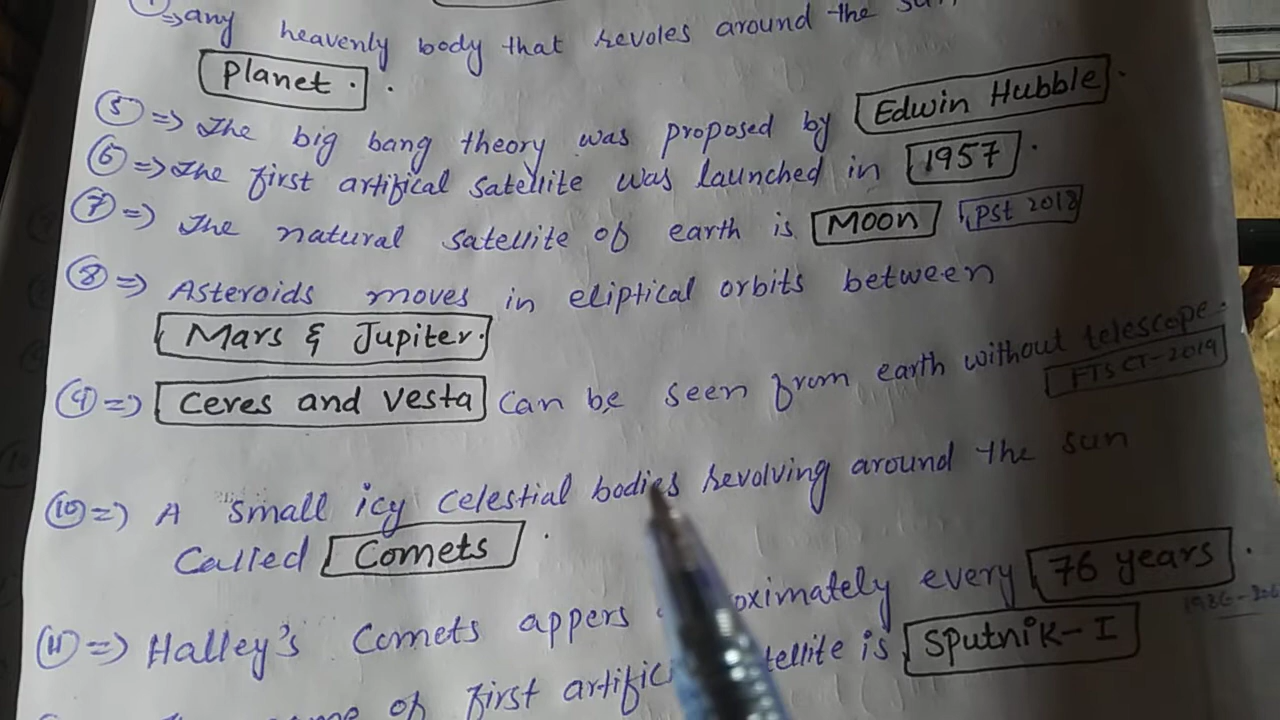 ⇒ any heavenly body that revoles around the sun,
Planet. .
⑤ ⇒ The big bang theory was proposed by Edwin Hubble.
⑥ ⇒ The first artifical satellite was launched in 1957.
⑦ ⇒ The natural satellite of earth is Moon PST 2018
⑧ ⇒ Asteroids moves in eliptical orbits between
Mars & Jupiter.
⑨ ⇒ Ceres and Vesta can be seen from earth without telescope.
FTS CT-2019
⑩ ⇒ A small icy celestial bodies revolving around the sun
called Comets.
⑪ ⇒ Halley's Comets appers oximately every 76 years.
of first artific tellite is Sputnik-I